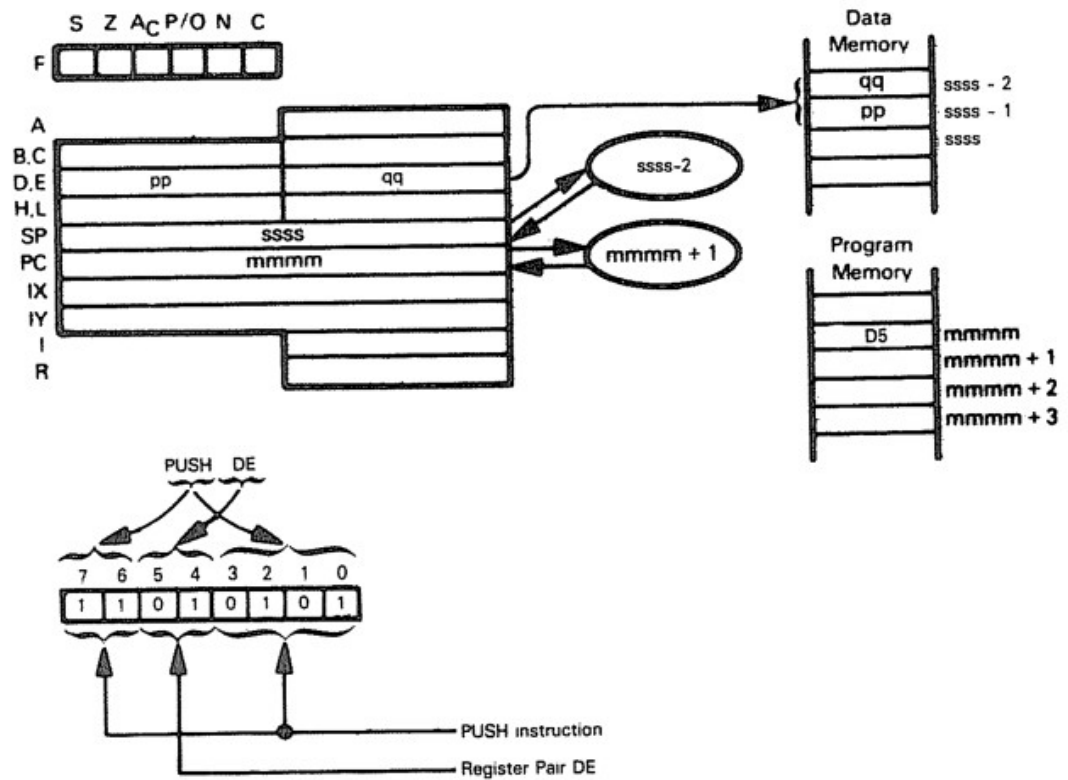 S Z AC P/O N C
F
A
B,C
D,E pp qq
H,L
SP ssss
PC mmmm
IX
IY
I
R
ssss-2
mmmm + 1
Data
Memory
qq ssss - 2
pp ssss - 1
ssss
Program
Memory
D5 mmmm
mmmm + 1
mmmm + 2
mmmm + 3
PUSH DE
7 6 5 4 3 2 1 0
1 1 0 1 0 1 0 1
PUSH instruction
Register Pair DE